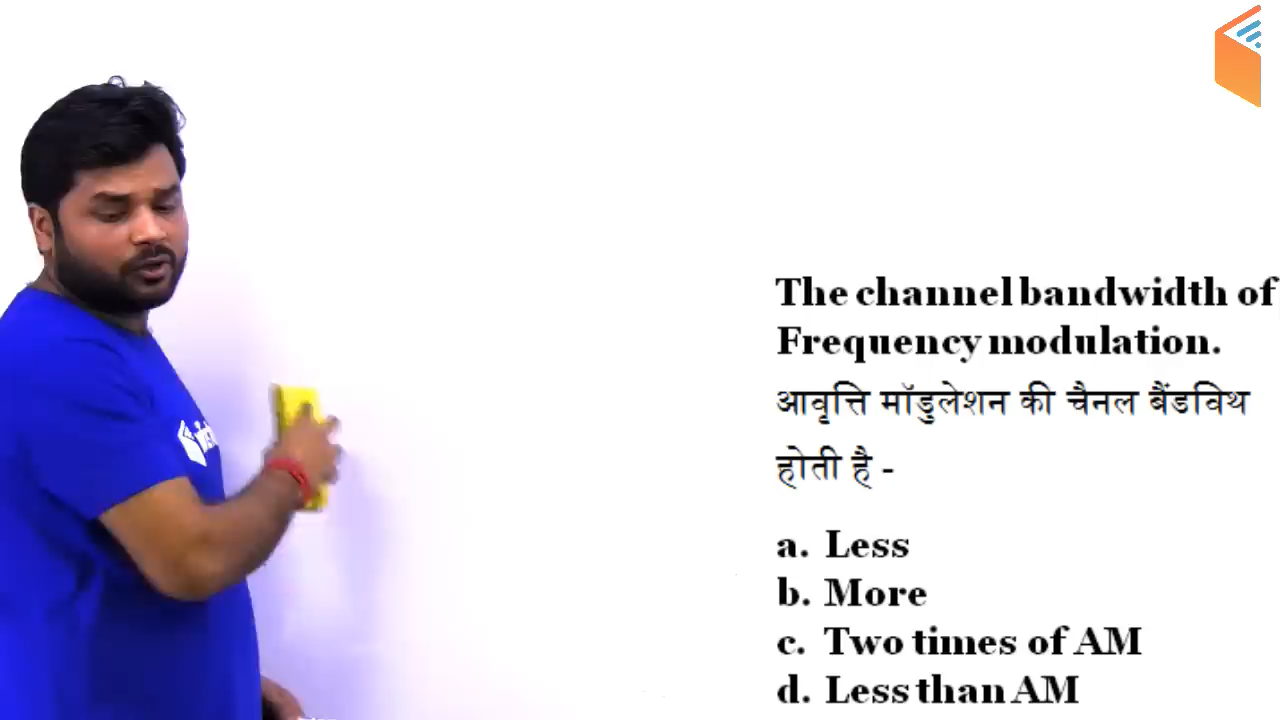 The channel bandwidth of
Frequency modulation.
आवृत्ति मॉडुलेशन की चैनल बैंडविथ
होती है -
a. Less
b. More
c. Two times of AM
d. Less than AM